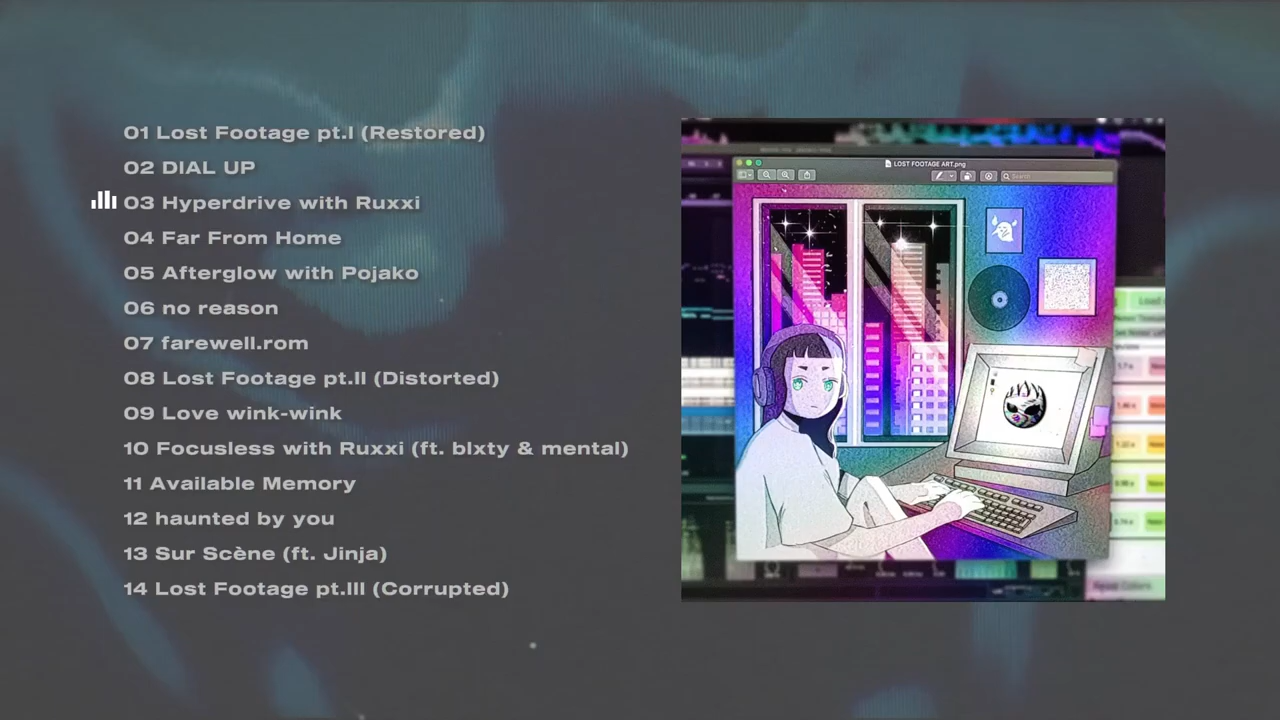 01 Lost Footage pt.I (Restored)
02 DIAL UP
03 Hyperdrive with Ruxxi
04 Far From Home
05 Afterglow with Pojako
06 no reason
07 farewell.rom
08 Lost Footage pt.II (Distorted)
09 Love wink-wink
10 Focusless with Ruxxi (ft. blxty & mental)
11 Available Memory
12 haunted by you
13 Sur Scène (ft. Jinja)
14 Lost Footage pt.III (Corrupted)
LOST FOOTAGE ART.png
Search